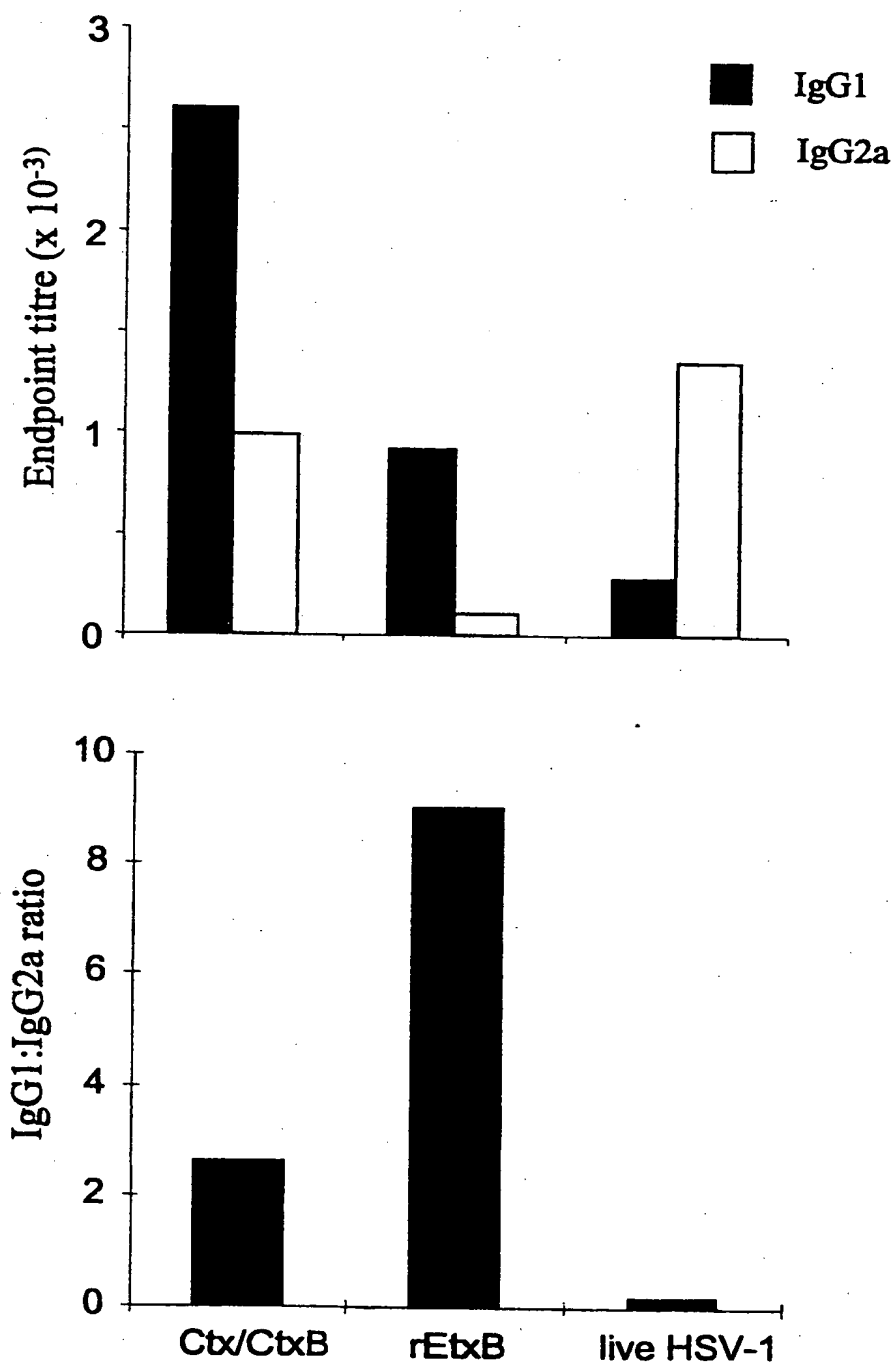 3
IgG1
IgG2a
2
1
0
Endpoint titre (x 10⁻³)
10
8
6
4
2
0
IgG1:IgG2a ratio
Ctx/CtxB rEtxB live HSV-1